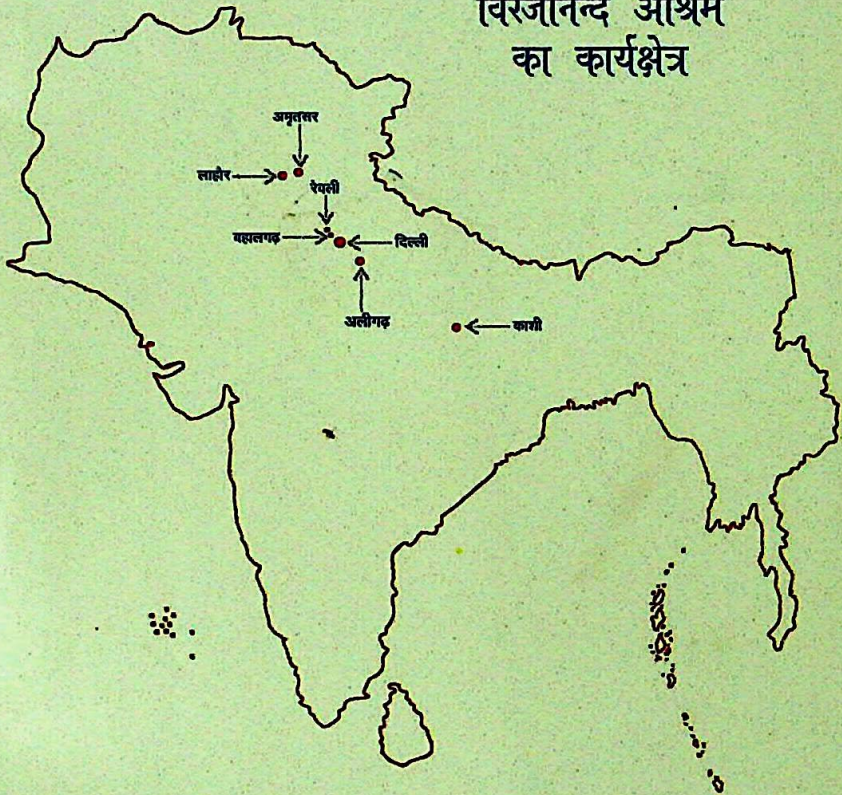 विरजानन्द आश्रम
का कार्यक्षेत्र
अमृतसर
लाहौर
रेवली
बहालगढ़
दिल्ली
अलीगढ़
काशी